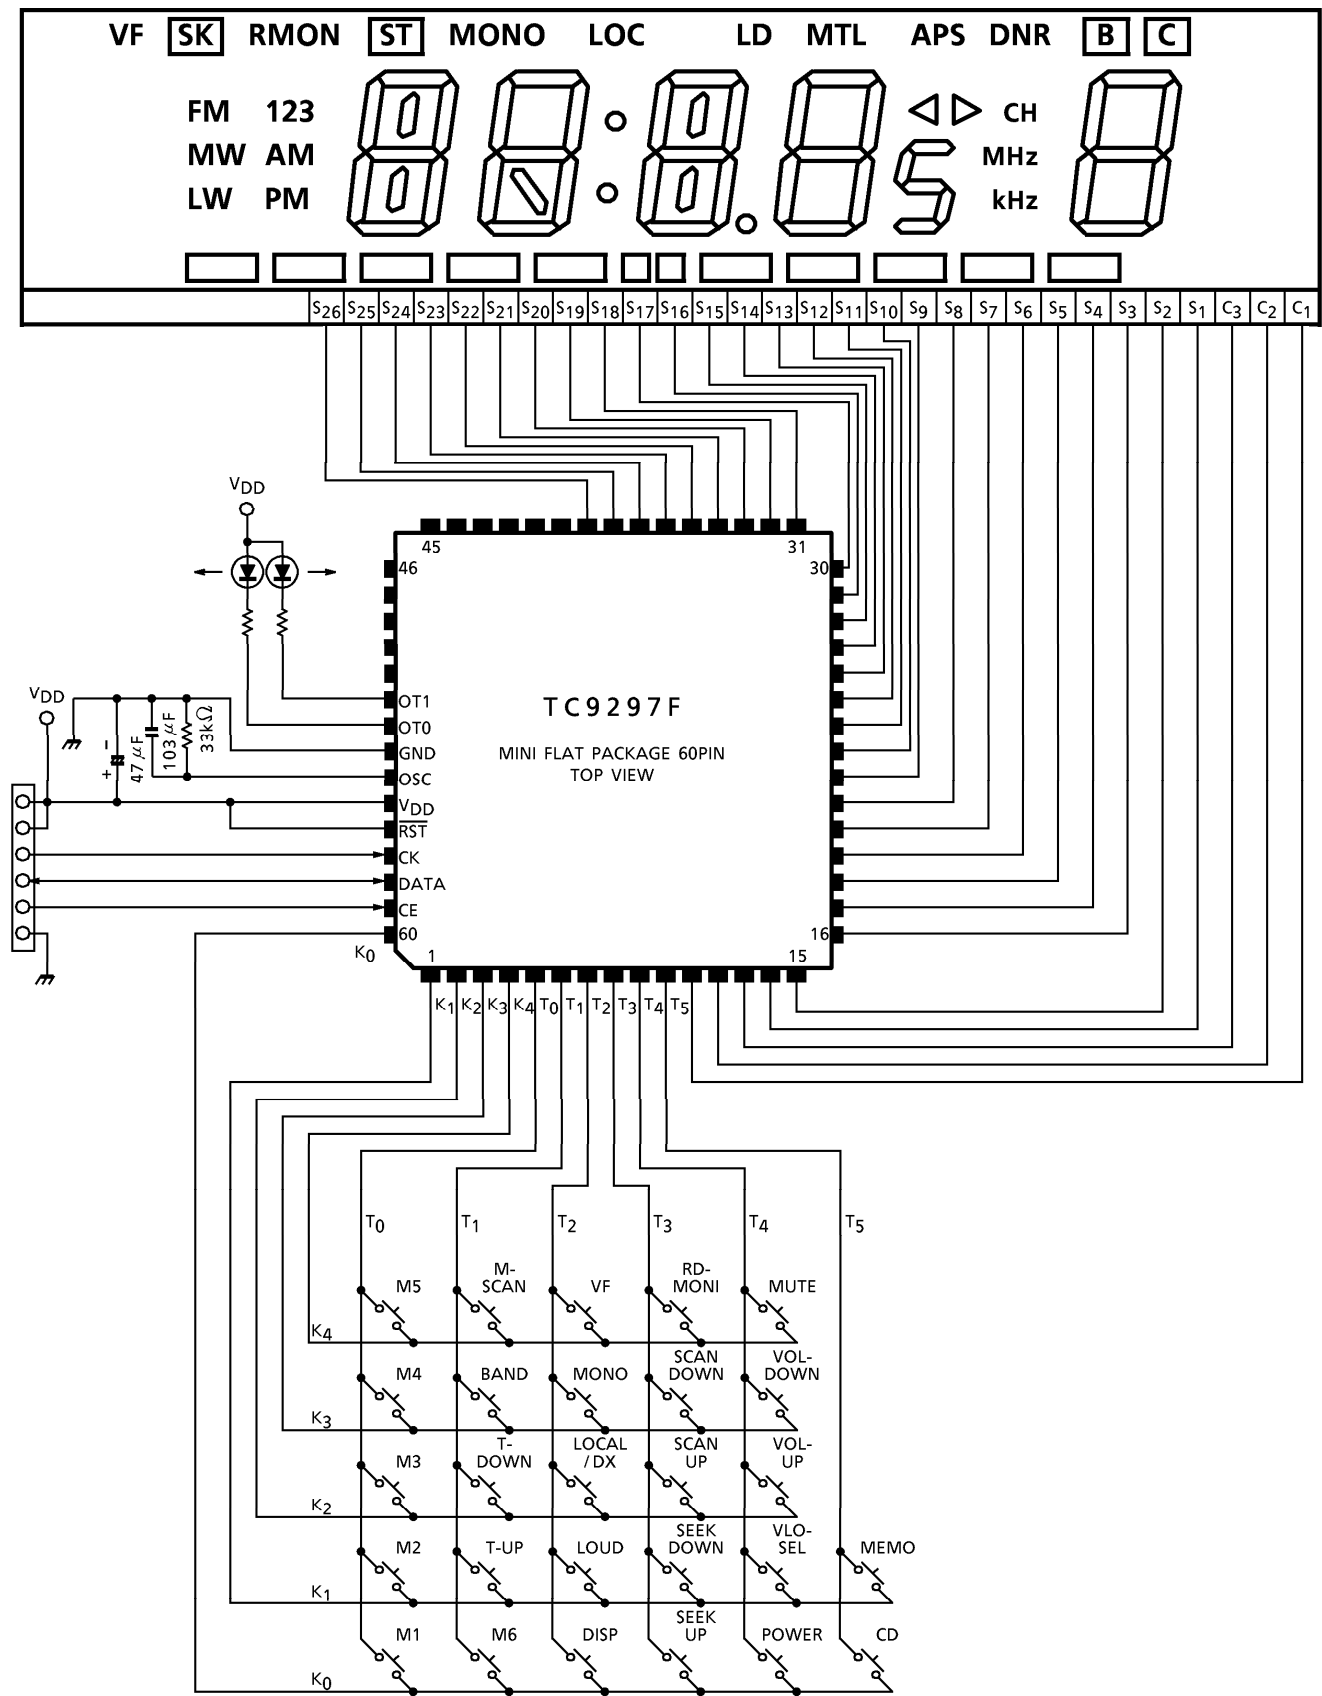 VF SK RMON ST MONO LOC LD MTL APS DNR B C
FM 123 CH
MW AM MHz
LW PM kHz
S26 S25 S24 S23 S22 S21 S20 S19 S18 S17 S16 S15 S14 S13 S12 S11 S10 S9 S8 S7 S6 S5 S4 S3 S2 S1 C3 C2 C1
VDD
45 31
46 30
VDD
OT1
OT0
GND
OSC
VDD
RST
CK
DATA
CE
60 16
K0
1 15
- +
47μF
103μF
33kΩ
TC9297F
MINI FLAT PACKAGE 60PIN
TOP VIEW
K1 K2 K3 K4 T0 T1 T2 T3 T4 T5
T0 T1 T2 T3 T4 T5
M5 M-SCAN VF RD-MONI MUTE
K4
M4 BAND MONO SCAN DOWN VOL-DOWN
K3
M3 T-DOWN LOCAL/DX SCAN UP VOL-UP
K2
M2 T-UP LOUD SEEK DOWN VLO-SEL MEMO
K1
M1 M6 DISP SEEK UP POWER CD
K0